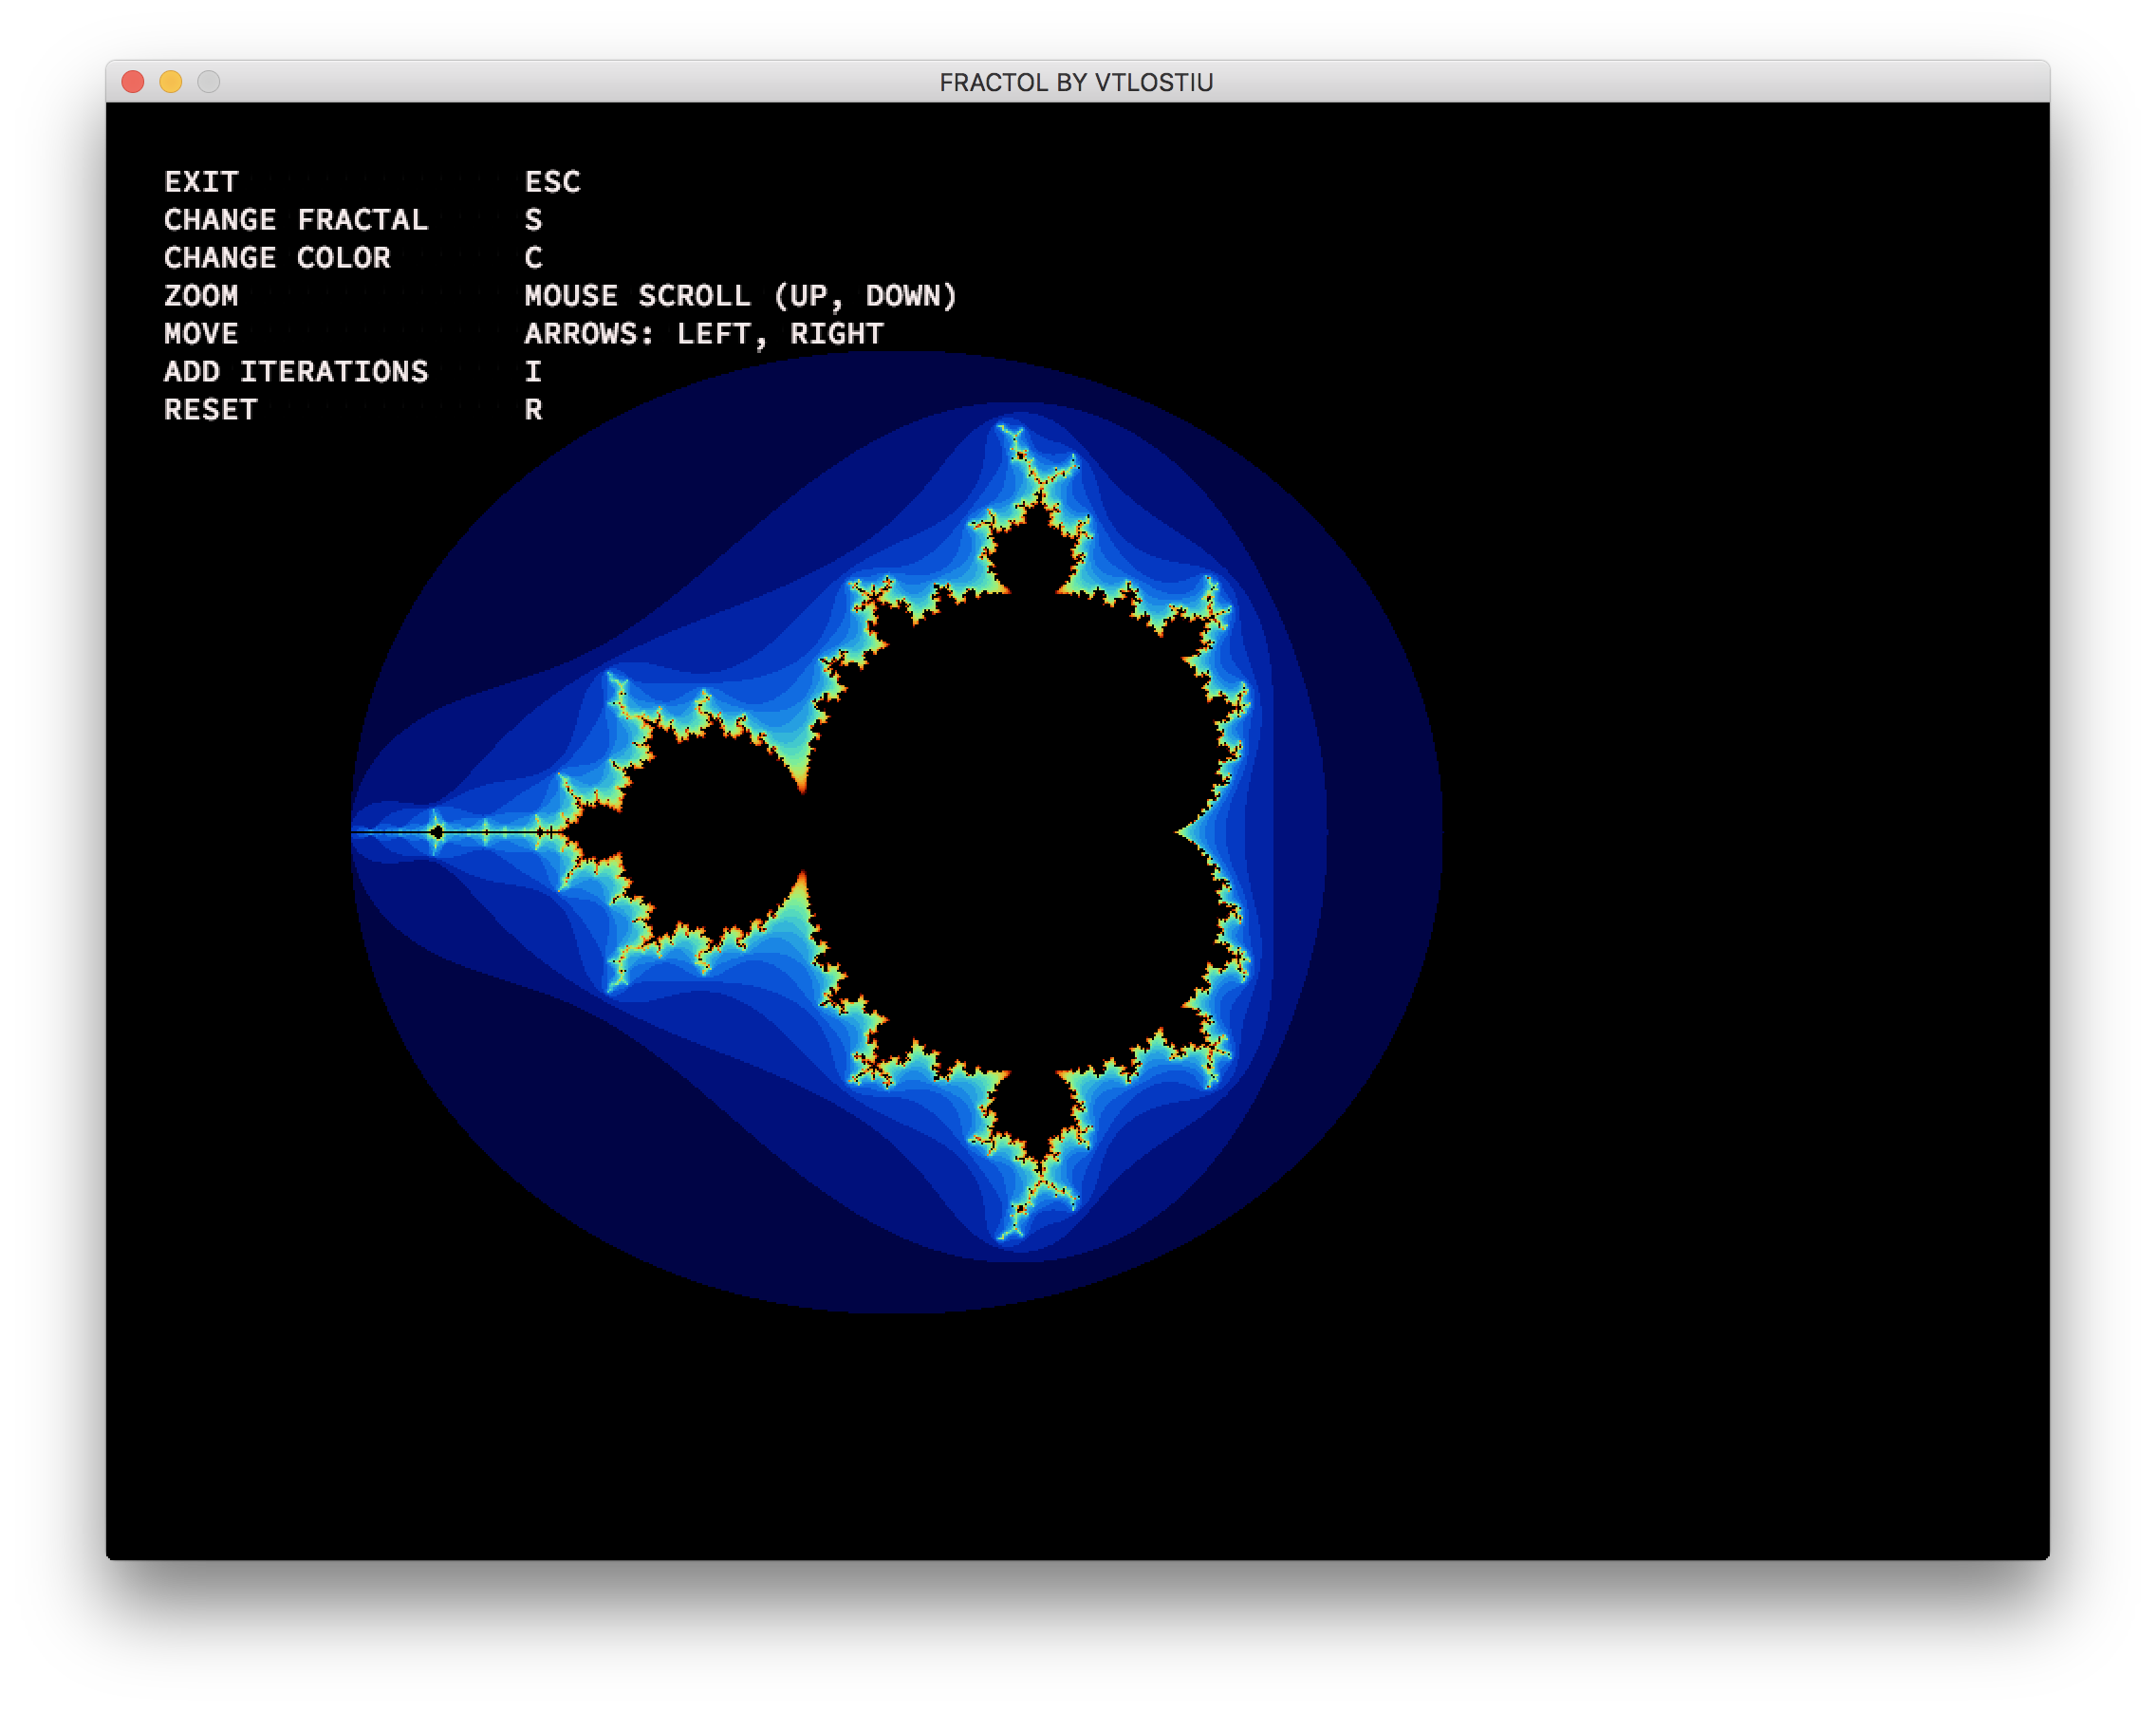 FRACTOL BY VTLOSTIU
EXIT ESC
CHANGE FRACTAL S
CHANGE COLOR C
ZOOM MOUSE SCROLL (UP, DOWN)
MOVE ARROWS: LEFT, RIGHT
ADD ITERATIONS I
RESET R